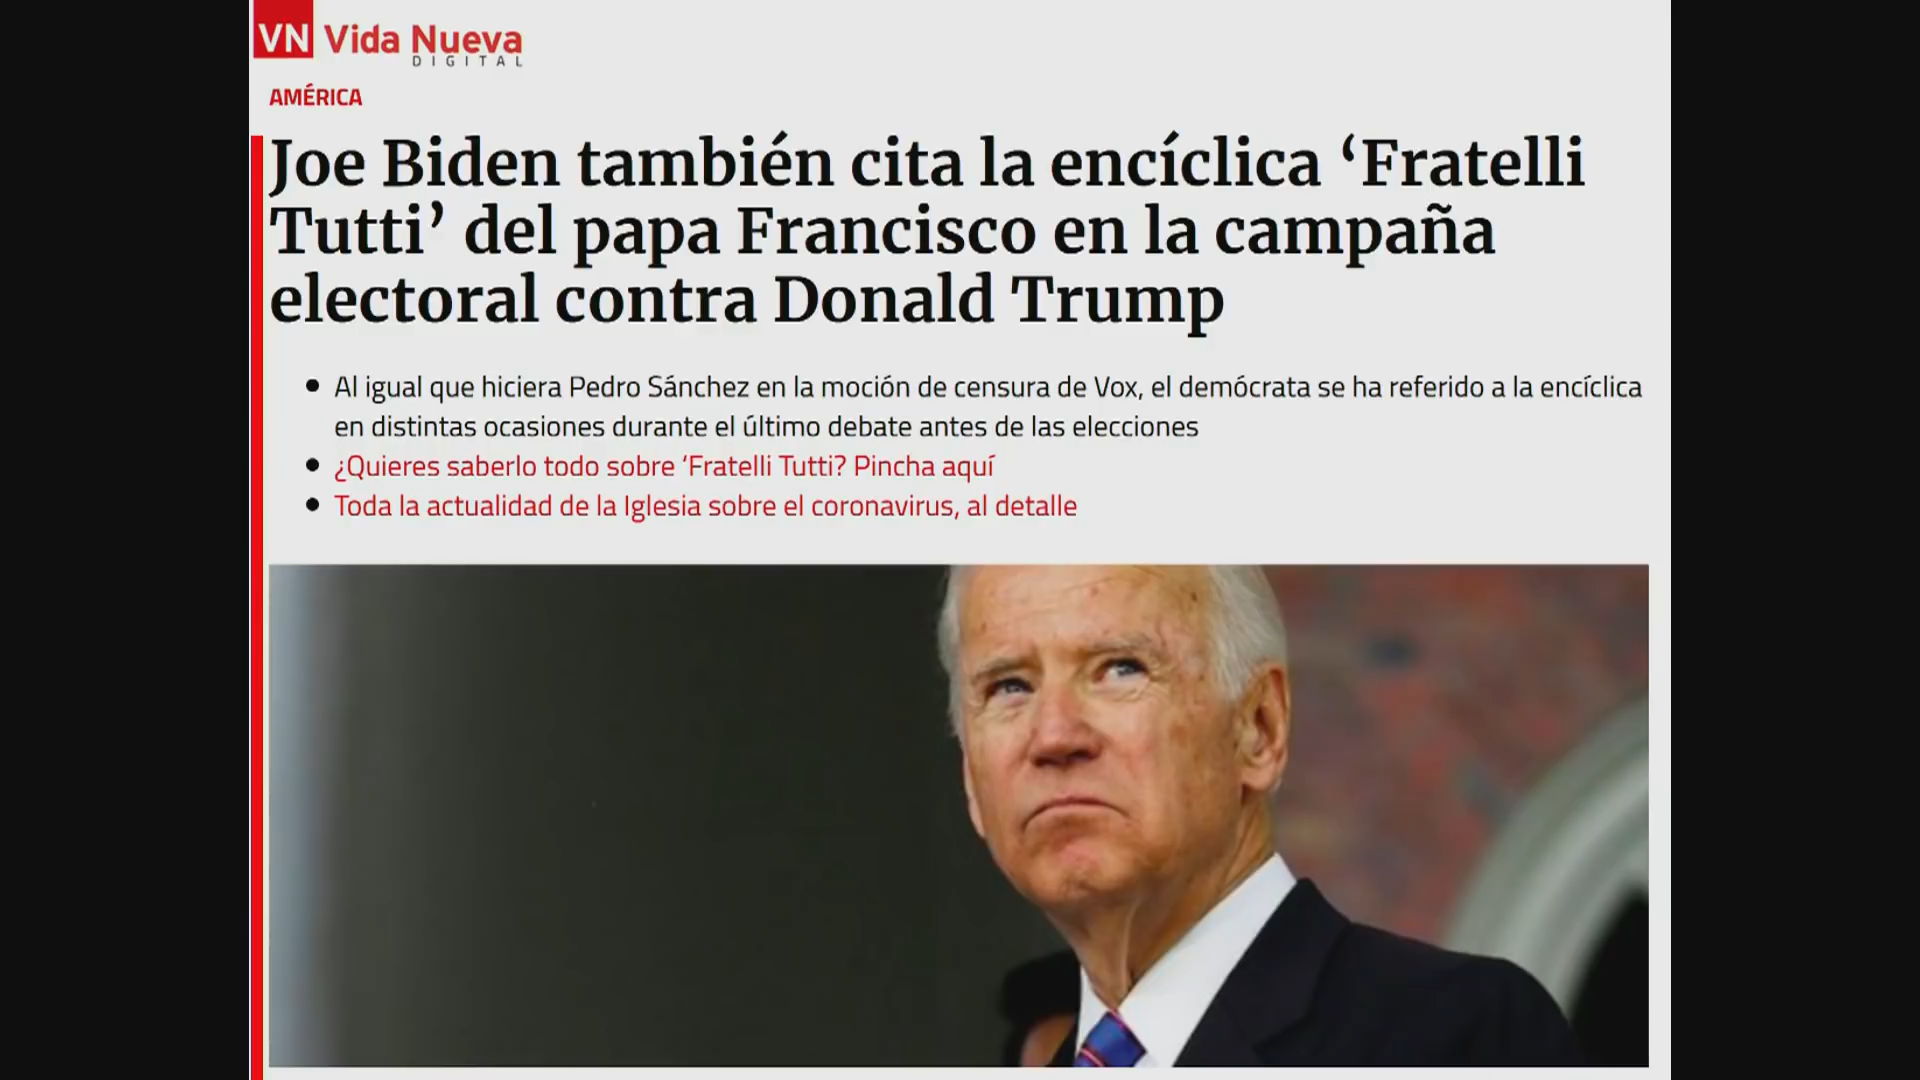 VN Vida Nueva
DIGITAL
AMÉRICA
Joe Biden también cita la encíclica ‘Fratelli
Tutti’ del papa Francisco en la campaña
electoral contra Donald Trump
Al igual que hiciera Pedro Sánchez en la moción de censura de Vox, el demócrata se ha referido a la encíclica
en distintas ocasiones durante el último debate antes de las elecciones
¿Quieres saberlo todo sobre ‘Fratelli Tutti? Pincha aquí
Toda la actualidad de la Iglesia sobre el coronavirus, al detalle